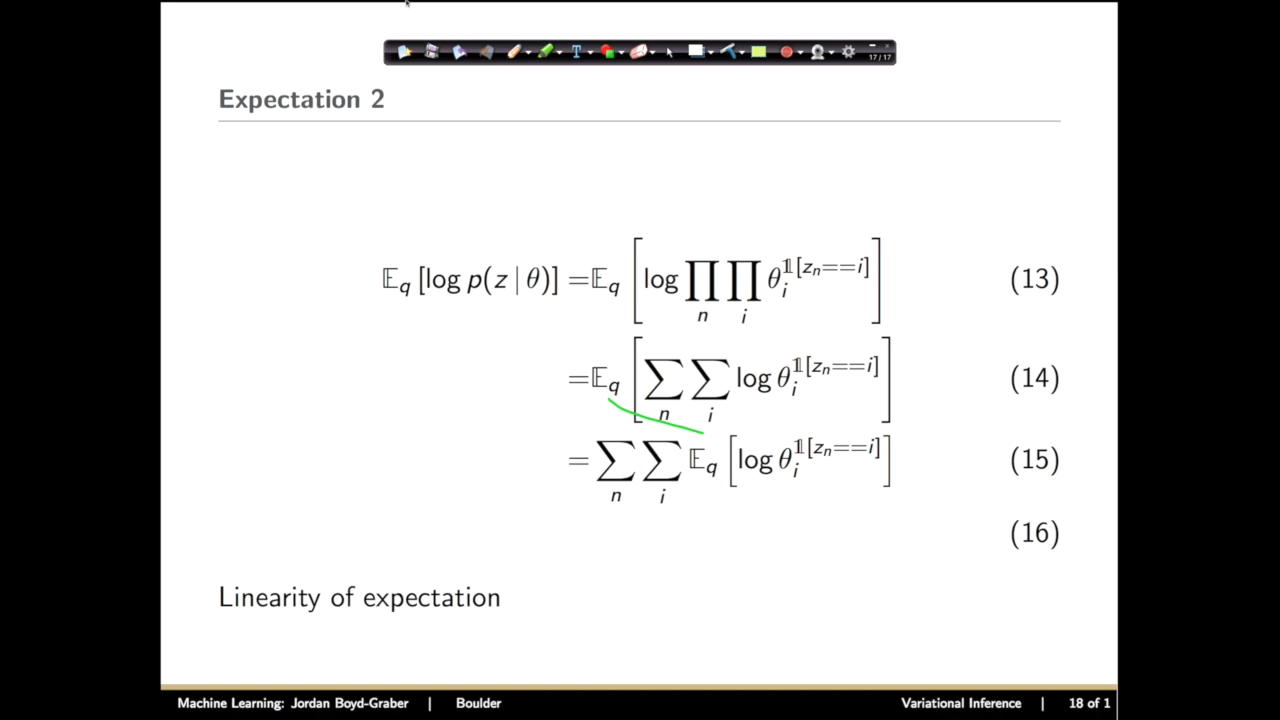 17/17
Expectation 2
𝔼_q [log p(z | θ)] =𝔼_q [log ∏_n ∏_i θ_i^{𝟙[z_n==i]}] (13)
=𝔼_q [∑_n ∑_i log θ_i^{𝟙[z_n==i]}] (14)
= ∑_n ∑_i 𝔼_q [log θ_i^{𝟙[z_n==i]}] (15)
(16)
Linearity of expectation
Machine Learning: Jordan Boyd-Graber | Boulder Variational Inference | 18 of 1